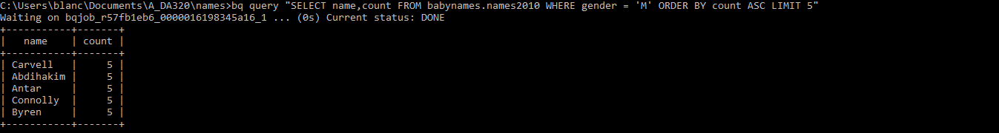 C:\Users\blanc\Documents\A_DA320\names>bq query "SELECT name,count FROM babynames.names2010 WHERE gender = 'M' ORDER BY count ASC LIMIT 5"
Waiting on bqjob_r57fb1eb6_0000016198345a16_1 ... (0s) Current status: DONE
+-----------+-------+
|   name    | count |
+-----------+-------+
| Carvell   |     5 |
| Abdihakim |     5 |
| Antar     |     5 |
| Connolly  |     5 |
| Byren     |     5 |
+-----------+-------+